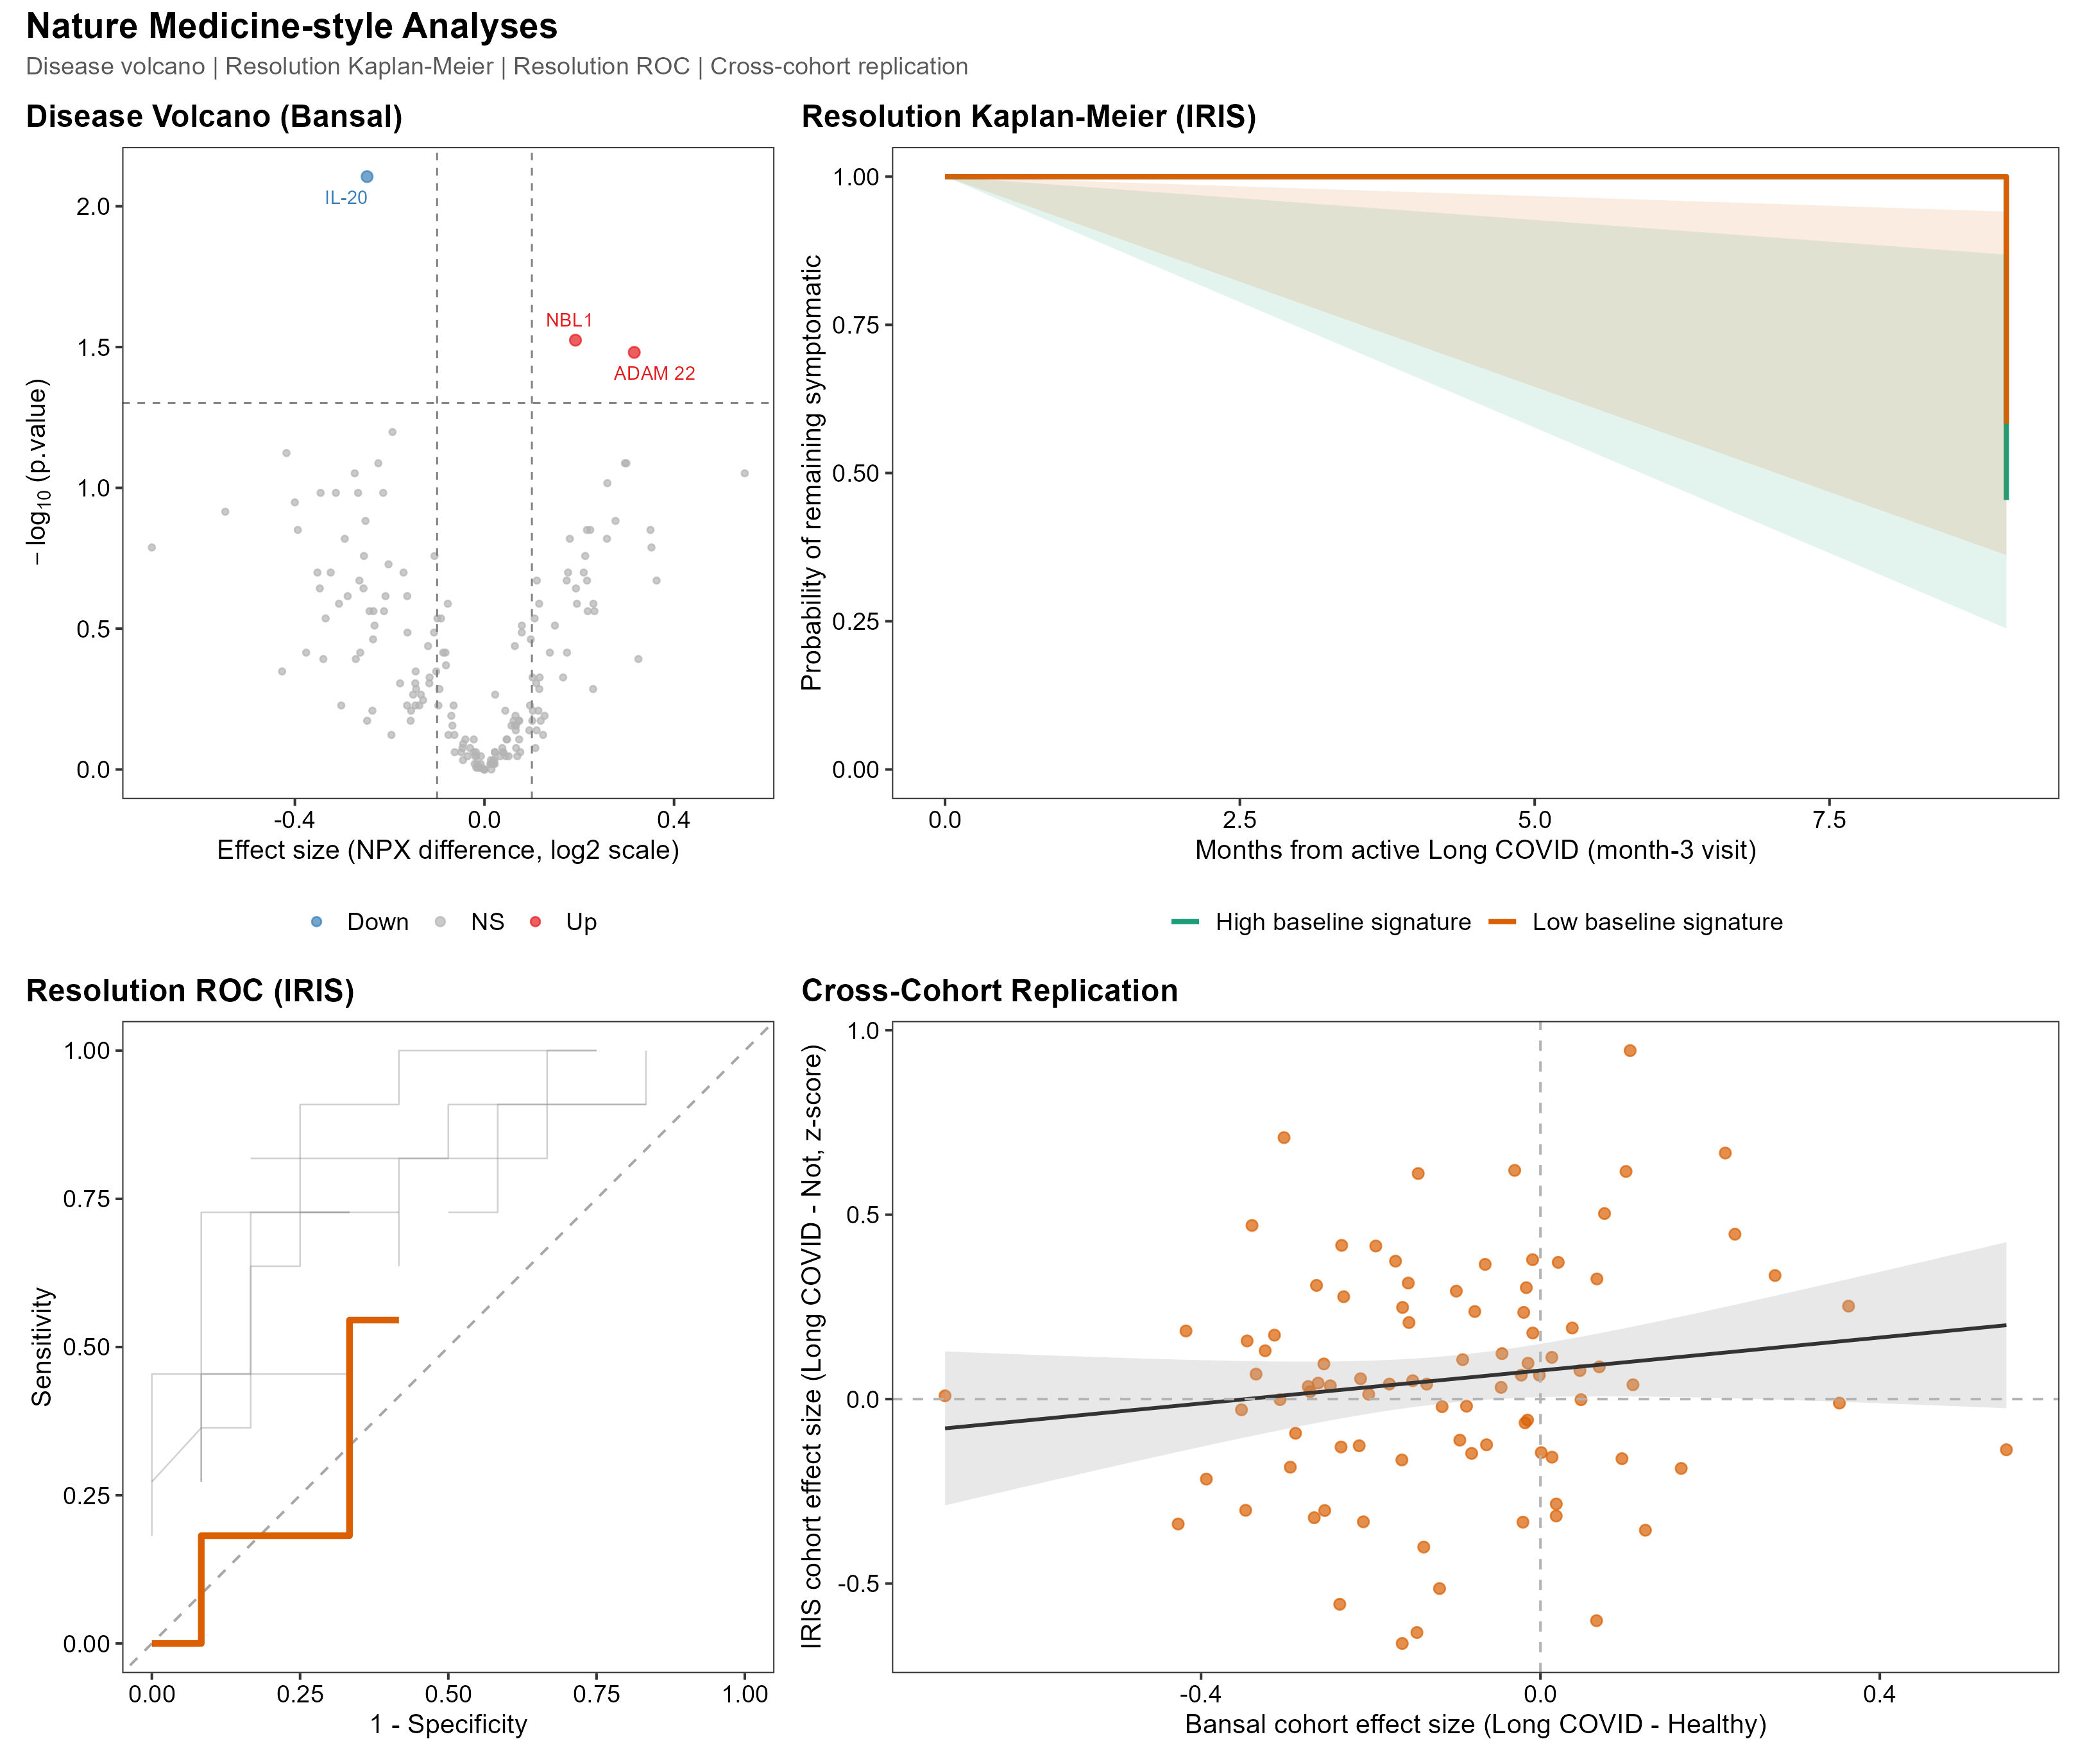 Nature Medicine-style Analyses
Disease volcano | Resolution Kaplan-Meier | Resolution ROC | Cross-cohort replication
Disease Volcano (Bansal)
− log10 (p.value)
2.0
1.5
1.0
0.5
0.0
IL-20
NBL1
ADAM 22
-0.4
0.0
0.4
Effect size (NPX difference, log2 scale)
Down
NS
Up
Resolution Kaplan-Meier (IRIS)
Probability of remaining symptomatic
1.00
0.75
0.50
0.25
0.00
0.0
2.5
5.0
7.5
Months from active Long COVID (month-3 visit)
High baseline signature
Low baseline signature
Resolution ROC (IRIS)
Sensitivity
1.00
0.75
0.50
0.25
0.00
0.00
0.25
0.50
0.75
1.00
1 - Specificity
Cross-Cohort Replication
IRIS cohort effect size (Long COVID - Not, z-score)
1.0
0.5
0.0
-0.5
-0.4
0.0
0.4
Bansal cohort effect size (Long COVID - Healthy)